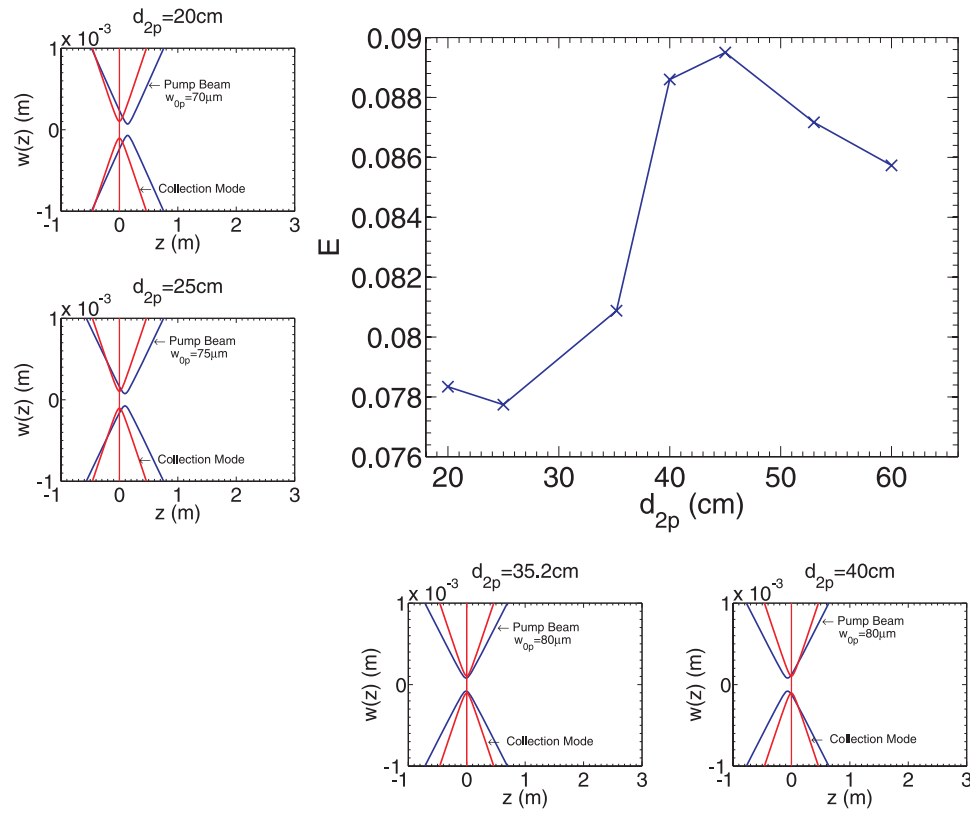 d2p=20cm
1 x 10-3
1
0
-1
w(z) (m)
Pump Beam
w0p=70μm
Collection Mode
-1 0 1 2 3
z (m)
d2p=25cm
1 x 10-3
0
-1
w(z) (m)
Pump Beam
w0p=75μm
Collection Mode
-1 0 1 2 3
z (m)
0.09
0.088
0.086
0.084
0.082
0.08
0.078
0.076
E
20 30 40 50 60
d2p (cm)
d2p=35.2cm
1 x 10-3
0
-1
w(z) (m)
Pump Beam
w0p=80μm
Collection Mode
-1 0 1 2 3
z (m)
d2p=40cm
1 x 10-3
0
-1
w(z) (m)
Pump Beam
w0p=80μm
Collection Mode
-1 0 1 2 3
z (m)